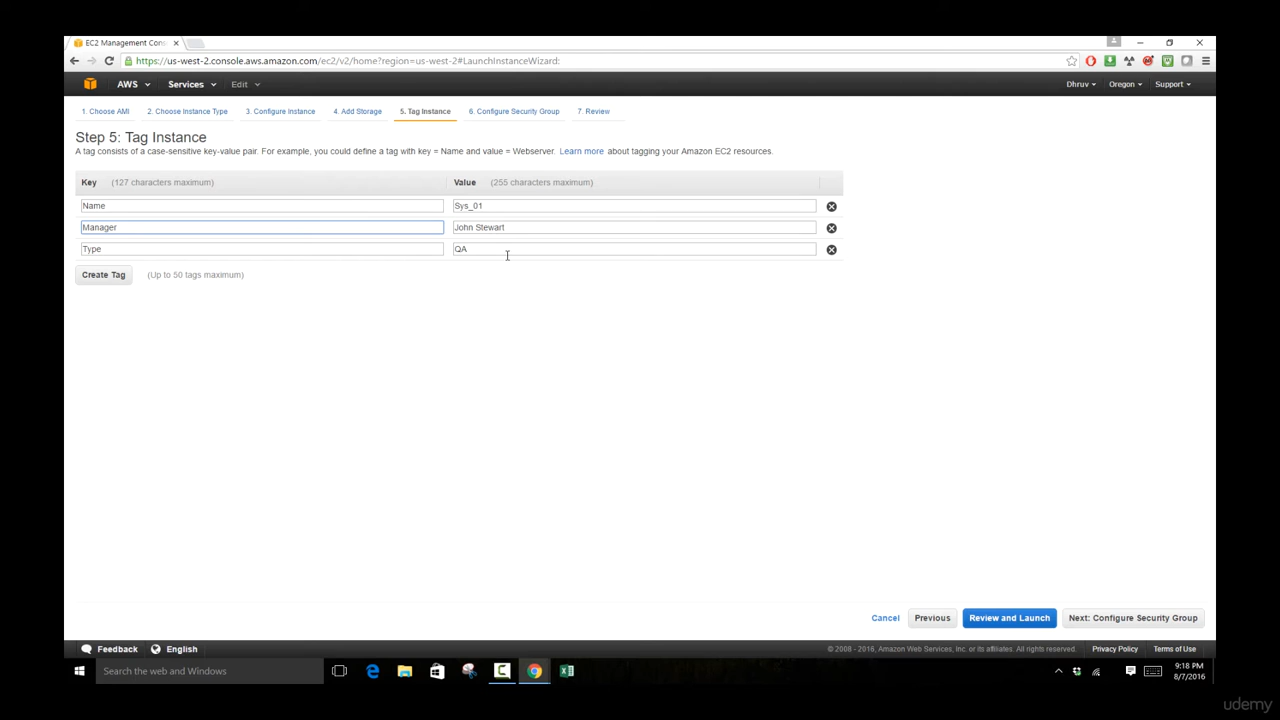 EC2 Management Cons
https://us-west-2.console.aws.amazon.com/ec2/v2/home?region=us-west-2#LaunchInstanceWizard:
AWS Services Edit Dhruv Oregon Support
1. Choose AMI 2. Choose Instance Type 3. Configure Instance 4. Add Storage 5. Tag Instance 6. Configure Security Group 7. Review
Step 5: Tag Instance
A tag consists of a case-sensitive key-value pair. For example, you could define a tag with key = Name and value = Webserver. Learn more about tagging your Amazon EC2 resources.
Key (127 characters maximum) Value (255 characters maximum)
Name Sys_01
Manager John Stewart
Type QA
Create Tag (Up to 50 tags maximum)
Cancel Previous Review and Launch Next: Configure Security Group
Feedback English © 2008 - 2016, Amazon Web Services, Inc. or its affiliates. All rights reserved. Privacy Policy Terms of Use
Search the web and Windows 9:18 PM
8/7/2016
udemy